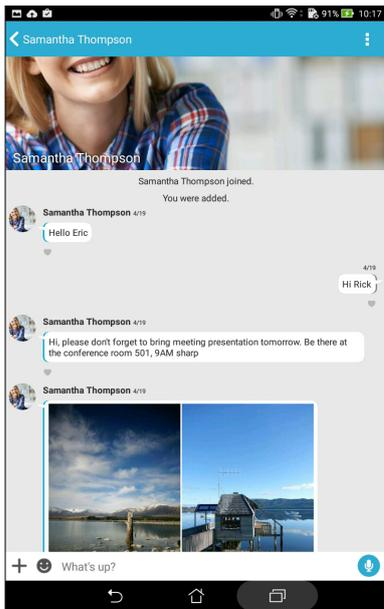 91% 10:17
Samantha Thompson
Samantha Thompson
Samantha Thompson joined.
You were added.
Samantha Thompson 4/19
Hello Eric
4/19
Hi Rick
Samantha Thompson 4/19
Hi, please don't forget to bring meeting presentation tomorrow. Be there at
the conference room 501, 9AM sharp
Samantha Thompson 4/19
What's up?